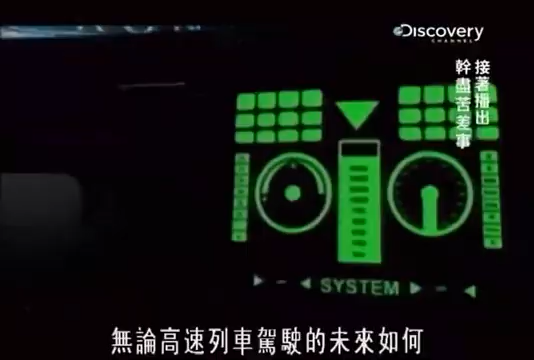 Discovery
CHANNEL
接著播出
幹盡苦差事
SYSTEM
無論高速列車駕駛的未來如何